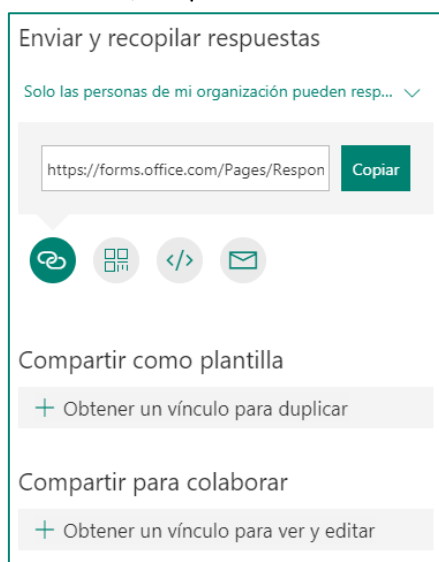 Enviar y recopilar respuestas
Solo las personas de mi organización pueden resp...
https://forms.office.com/Pages/Respon
Copiar
</>
Compartir como plantilla
+ Obtener un vínculo para duplicar
Compartir para colaborar
+ Obtener un vínculo para ver y editar